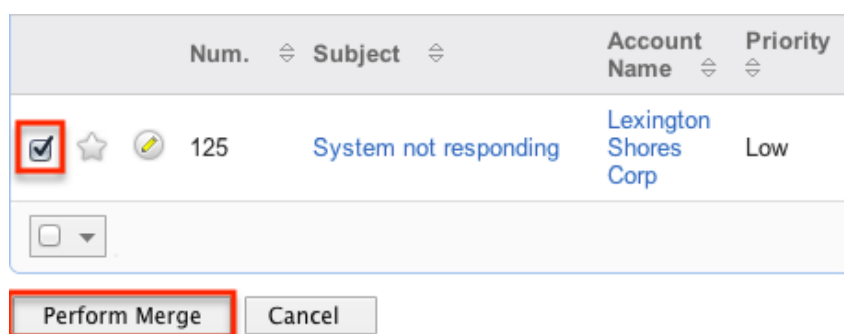 Num. Subject Account Name Priority
125 System not responding Lexington Shores Corp Low
Perform Merge Cancel